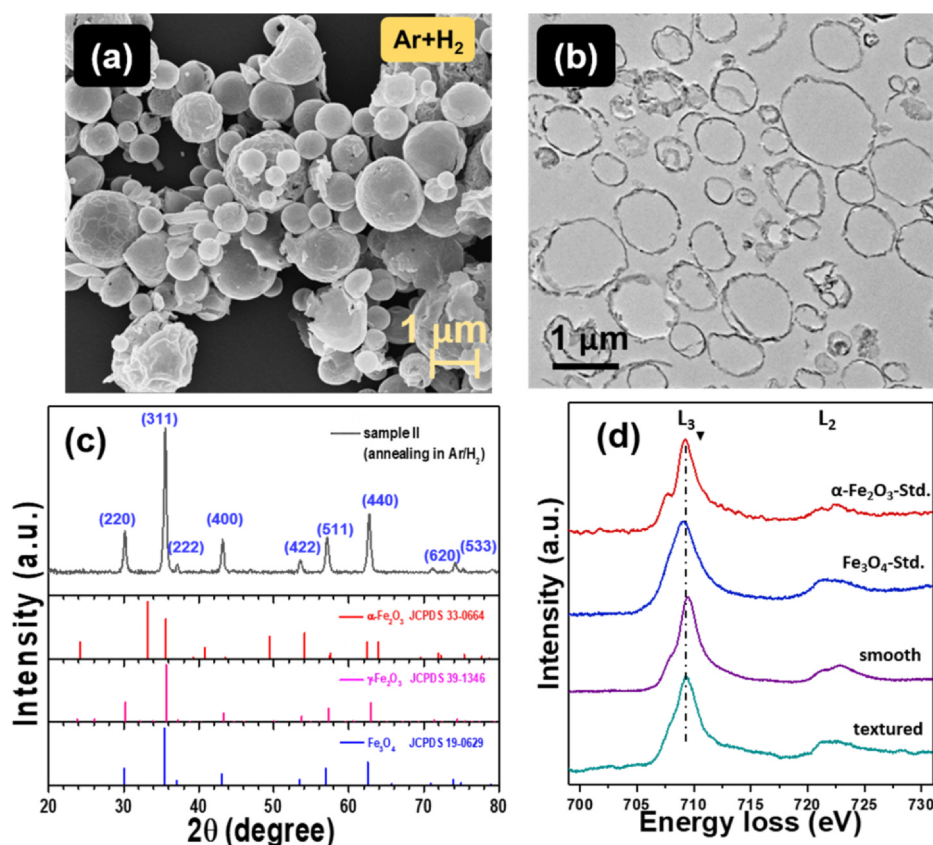 (a)
Ar+H₂
1 μm
(b)
1 μm
(c)
(311)
sample II
(annealing in Ar/H₂)
(220)
(222)
(400)
(422)
(511)
(440)
(620)
(533)
α-Fe₂O₃ JCPDS 33-0664
γ-Fe₂O₃ JCPDS 39-1346
Fe₃O₄ JCPDS 19-0629
Intensity (a.u.)
20 30 40 50 60 70 80
2θ (degree)
(d)
L₃
L₂
α-Fe₂O₃-Std.
Fe₃O₄-Std.
smooth
textured
Intensity (a.u.)
700 705 710 715 720 725 730
Energy loss (eV)